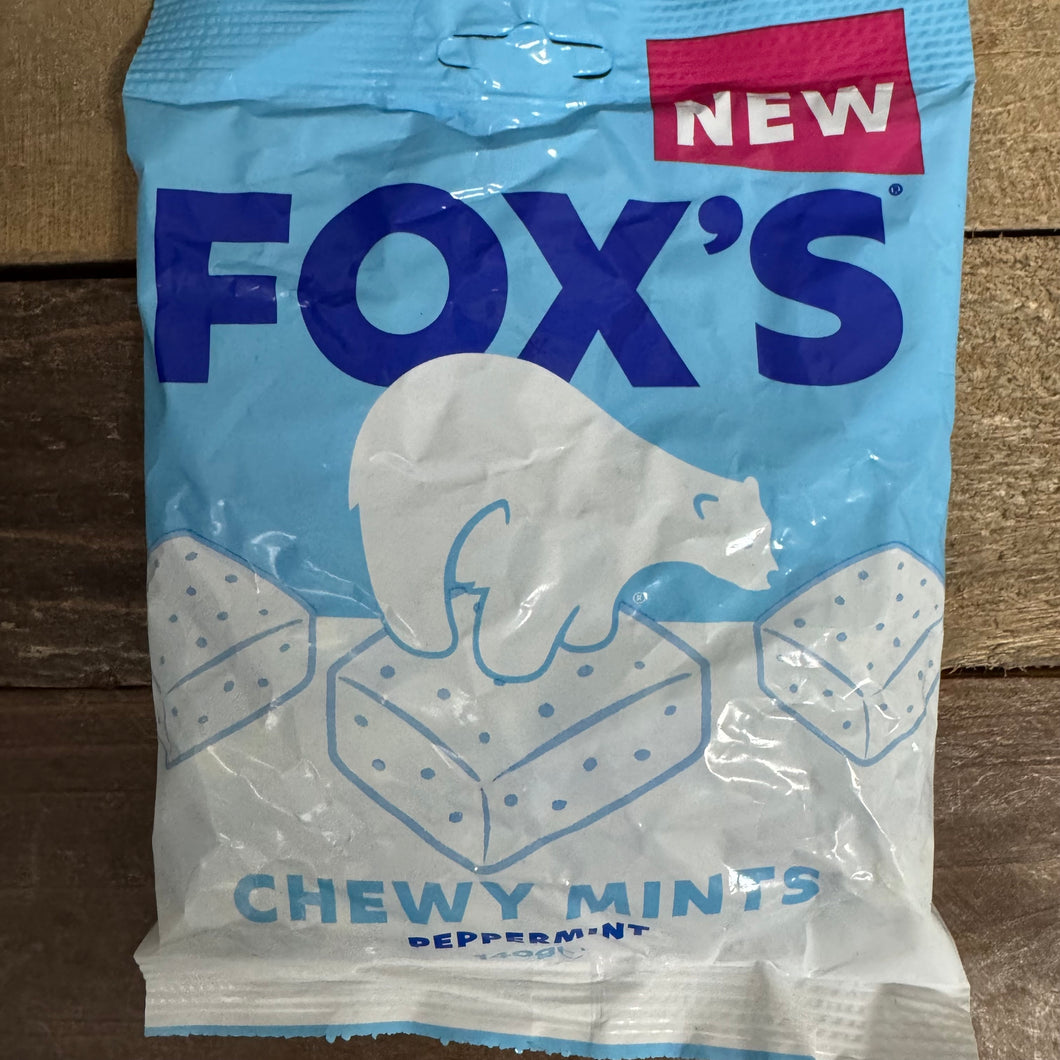 NEW
FOX'S®
®
CHEWY MINTS
PEPPERMINT